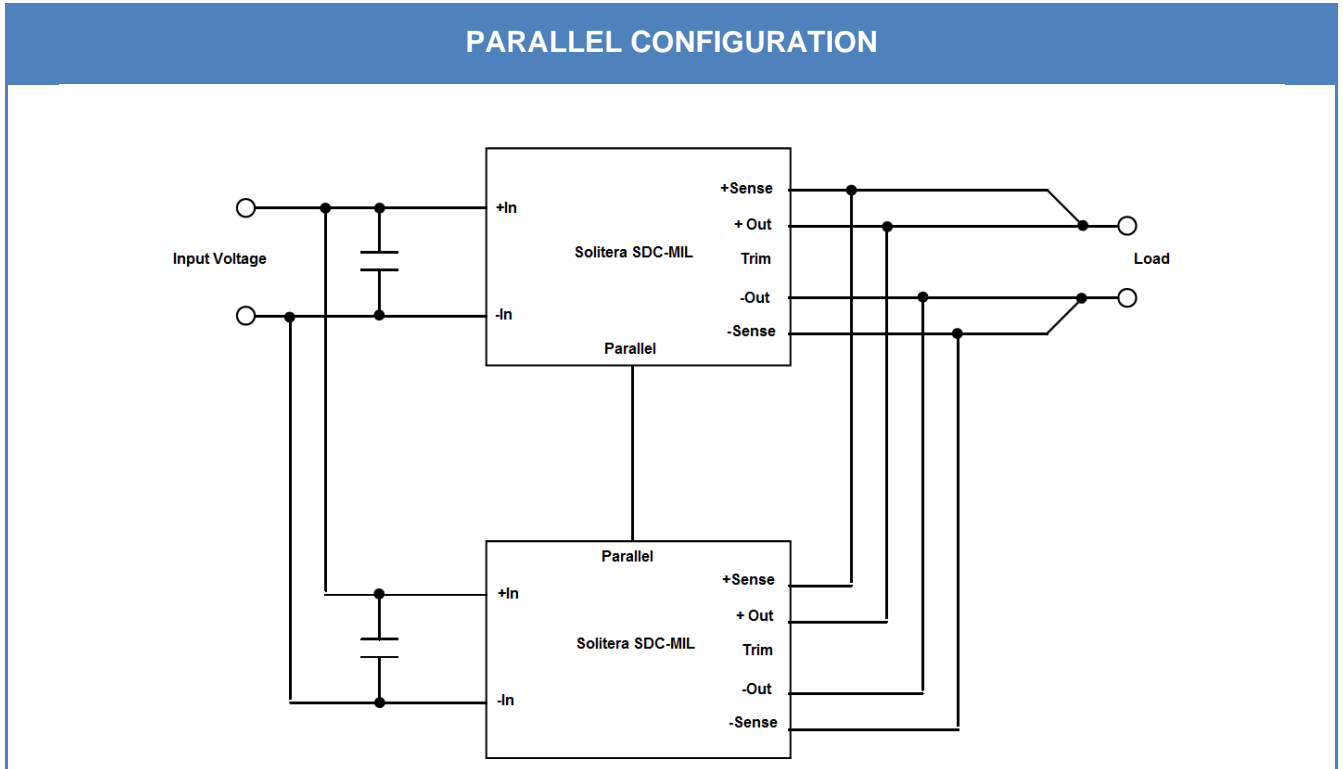 PARALLEL CONFIGURATION
+Sense
+In
+ Out
Input Voltage
Solitera SDC-MIL
Trim
Load
-Out
-In
-Sense
Parallel
Parallel
+Sense
+In
+ Out
Solitera SDC-MIL
Trim
-Out
-In
-Sense